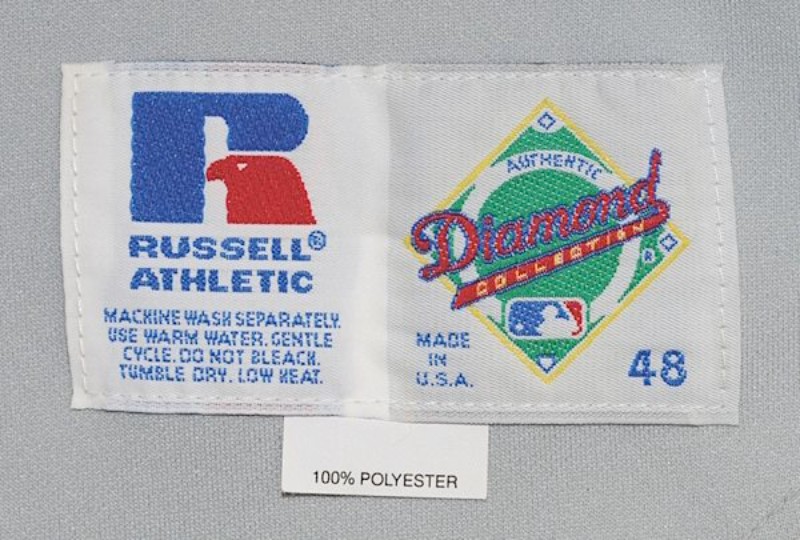 RUSSELL®
ATHLETIC
MACHINE WASH SEPARATELY.
USE WARM WATER. GENTLE
CYCLE. DO NOT BLEACH.
TUMBLE DRY. LOW HEAT.
AUTHENTIC
Diamond
COLLECTION
®
MADE
IN
U.S.A.
48
100% POLYESTER